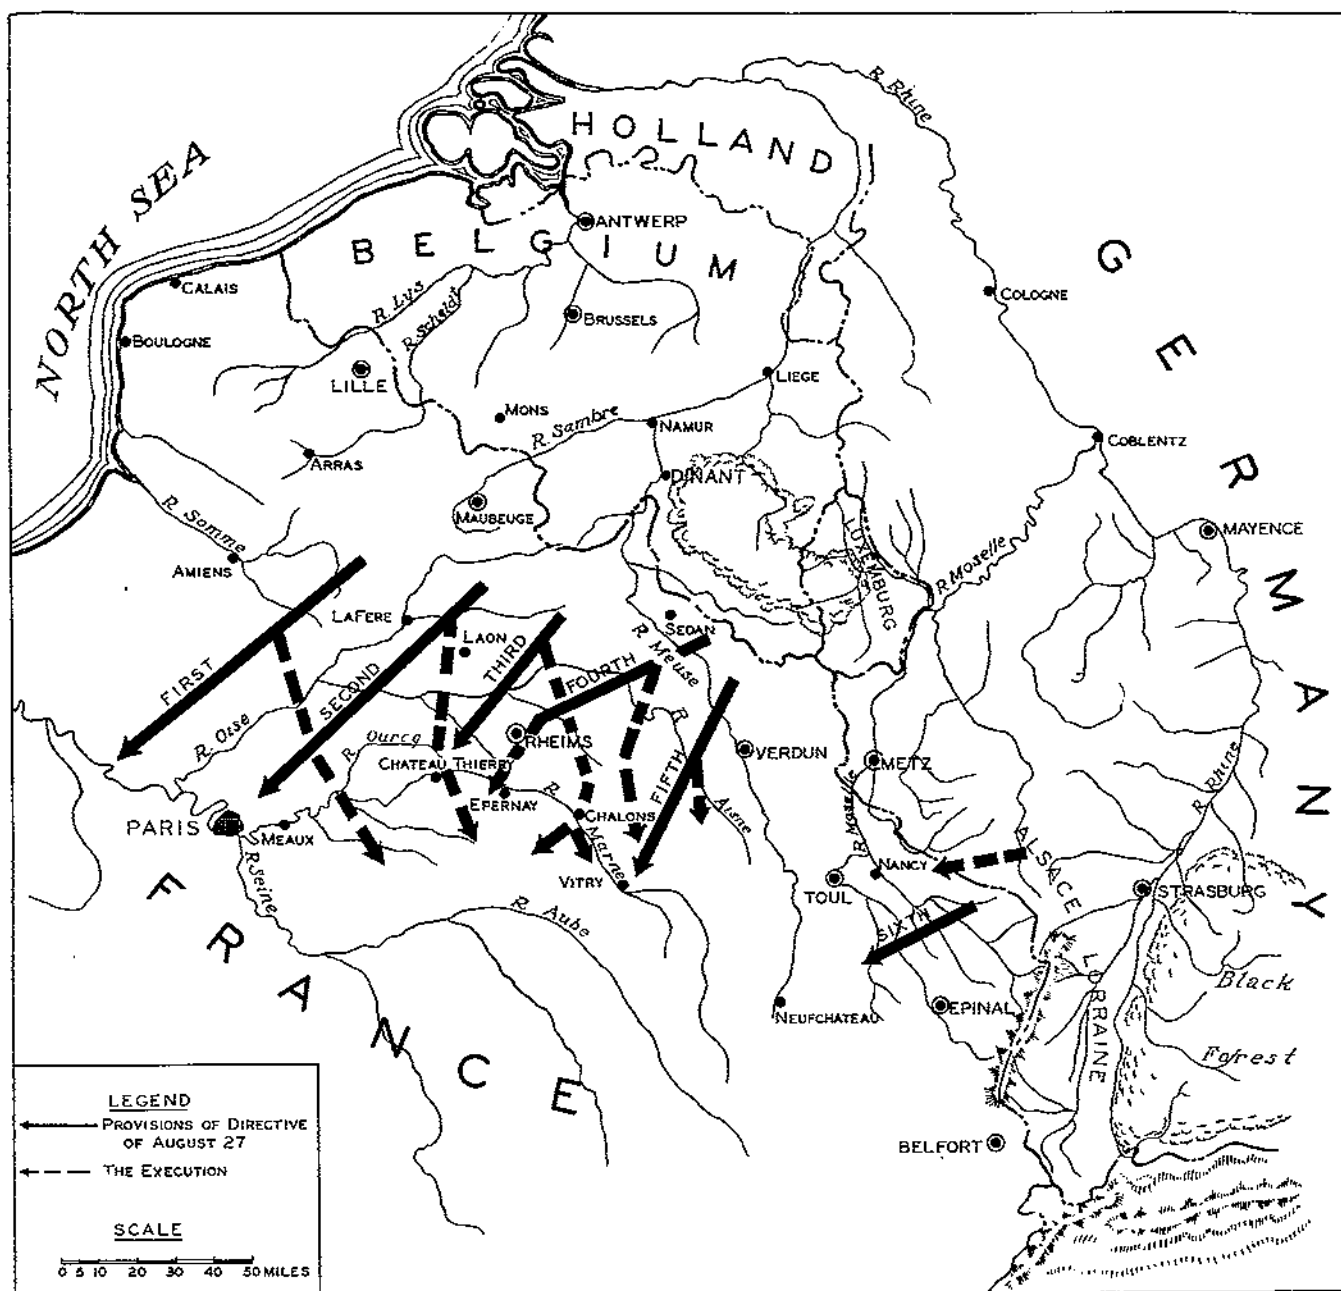 NORTH SEA
HOLLAND
BELGIUM
GERMANY
FRANCE
R. Rhine
ANTWERP
CALAIS
COLOGNE
R. Lys
R. Scheldt
BRUSSELS
BOULOGNE
LILLE
LIEGE
MONS
R. Sambre
NAMUR
COBLENTZ
ARRAS
DINANT
R. Somme
MAUBEUGE
MAYENCE
LUXEMBURG
R. Moselle
AMIENS
LAFERE
LAON
SEDAN
R. Meuse
FIRST
SECOND
THIRD
FOURTH
FIFTH
SIXTH
R. Oise
R. Ourcq
RHEIMS
R. Aisne
VERDUN
METZ
R. Rhine
CHATEAU THIERRY
EPERNAY
R. Marne
CHALONS
R. Moselle
PARIS
MEAUX
R. Seine
VITRY
NANCY
TOUL
ALSACE
LORRAINE
STRASBURG
R. Aube
Black
Forest
NEUFCHATEAU
EPINAL
BELFORT
LEGEND
PROVISIONS OF DIRECTIVE
OF AUGUST 27
THE EXECUTION
SCALE
0 5 10 20 30 40 50 MILES